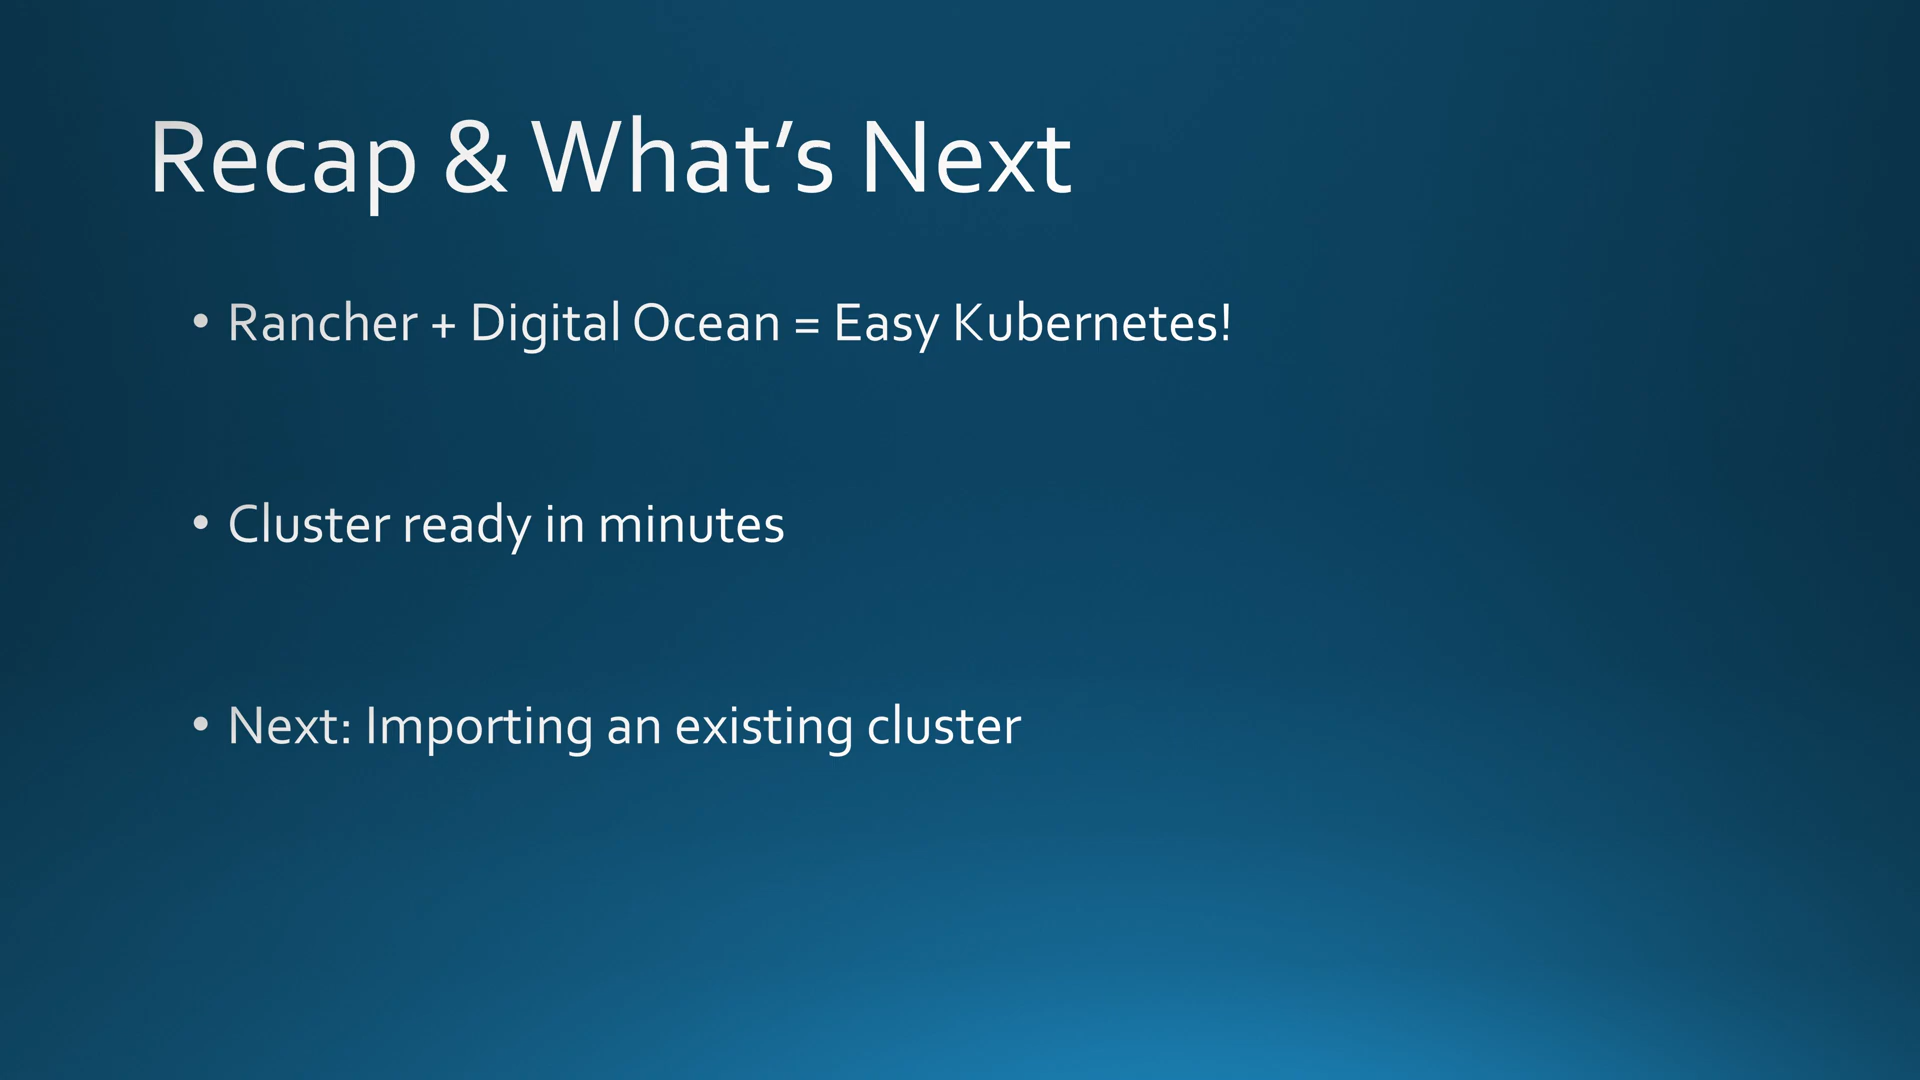 Recap & What’s Next
• Rancher + Digital Ocean = Easy Kubernetes!
• Cluster ready in minutes
• Next: Importing an existing cluster